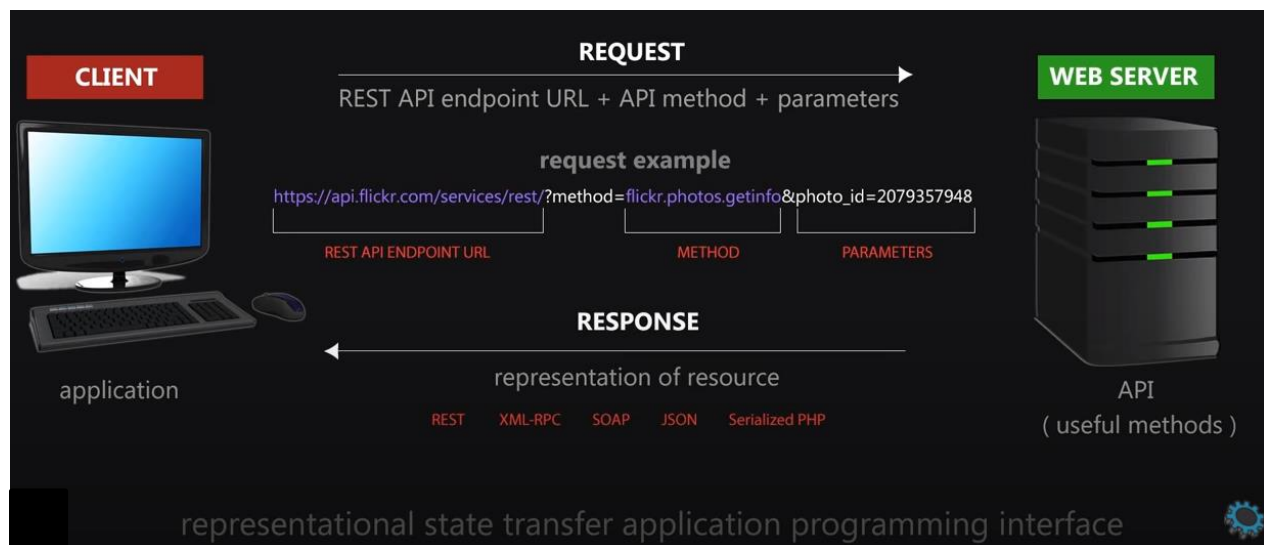 REQUEST
CLIENT
WEB SERVER
REST API endpoint URL + API method + parameters
request example
https://api.flickr.com/services/rest/?method=flickr.photos.getinfo&photo_id=2079357948
REST API ENDPOINT URL METHOD PARAMETERS
RESPONSE
representation of resource
application
API
REST XML-RPC SOAP JSON Serialized PHP
( useful methods )
representational state transfer application programming interface